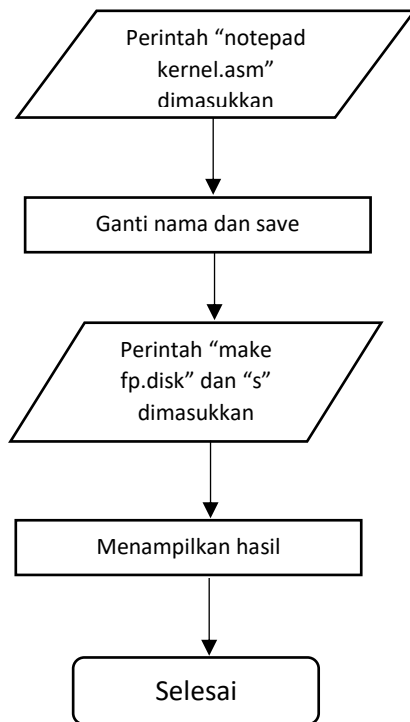 Perintah “notepad
kernel.asm”
dimasukkan
Ganti nama dan save
Perintah “make
fp.disk” dan “s”
dimasukkan
Menampilkan hasil
Selesai